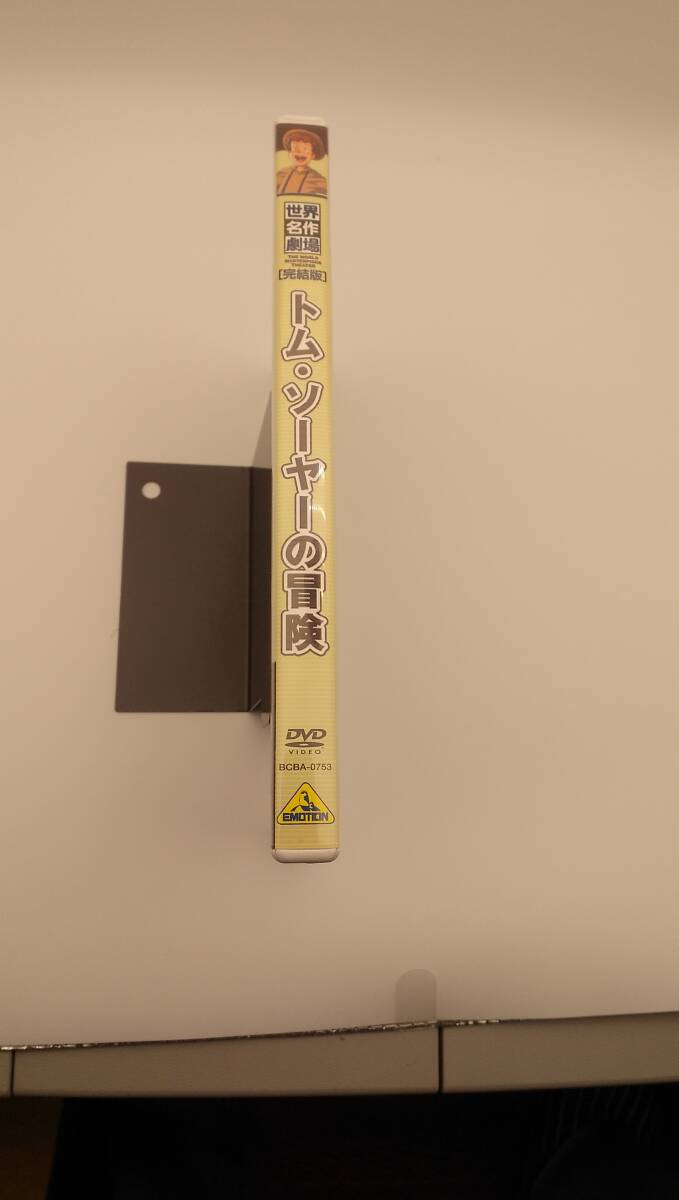 世界
名作
劇場
THE WORLD
MASTERPIECE
THEATER
[完結版]
トム・ソーヤーの冒険
DVD
VIDEO
BCBA-0753
EMOTION